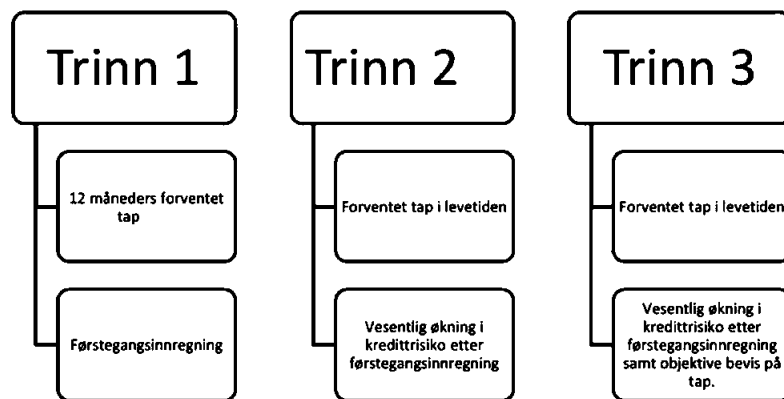 Trinn 1
12 måneders forventet
tap
Førstegangsinnregning
Trinn 2
Forventet tap i levetiden
Vesentlig økning i
kredittrisiko etter
førstegangsinnregning
Trinn 3
Forventet tap i levetiden
Vesentlig økning i
kredittrisiko etter
førstegangsinnregning
samt objektive bevis på
tap.